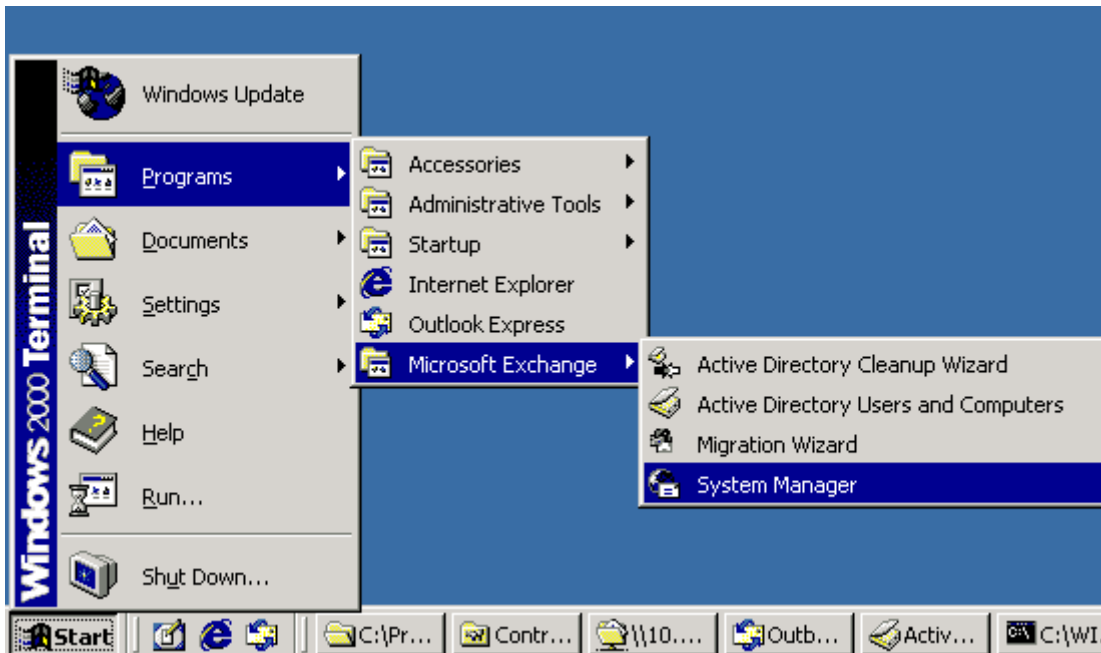 Windows Update
Programs
Documents
Settings
Search
Help
Run...
Shut Down...
Windows 2000 Terminal
Accessories
Administrative Tools
Startup
Internet Explorer
Outlook Express
Microsoft Exchange
Active Directory Cleanup Wizard
Active Directory Users and Computers
Migration Wizard
System Manager
Start
C:\Pr...
Contr...
\\10....
Outb...
Activ...
C:\WI